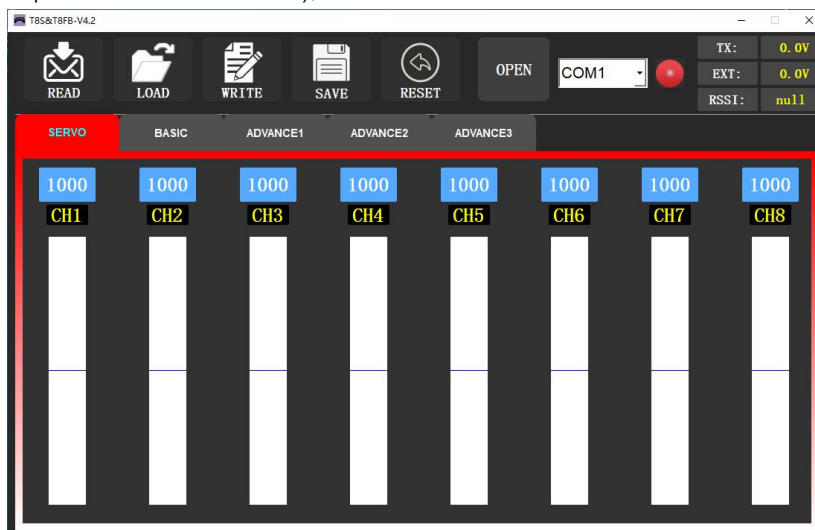 T8S&T8FB-V4.2
READ LOAD WRITE SAVE RESET OPEN COM1
TX: 0.0V
EXT: 0.0V
RSSI: null
SERVO BASIC ADVANCE1 ADVANCE2 ADVANCE3
1000 1000 1000 1000 1000 1000 1000 1000
CH1 CH2 CH3 CH4 CH5 CH6 CH7 CH8